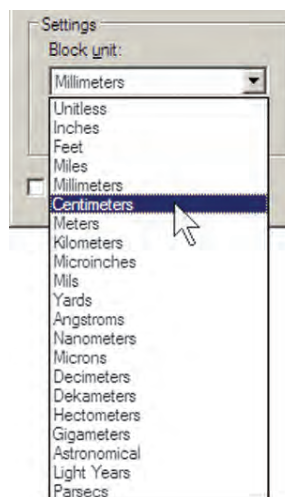 Settings
Block unit:
Millimeters
Unitless
Inches
Feet
Miles
Millimeters
Centimeters
Meters
Kilometers
Microinches
Mils
Yards
Angstroms
Nanometers
Microns
Decimeters
Dekameters
Hectometers
Gigameters
Astronomical
Light Years
Parsecs